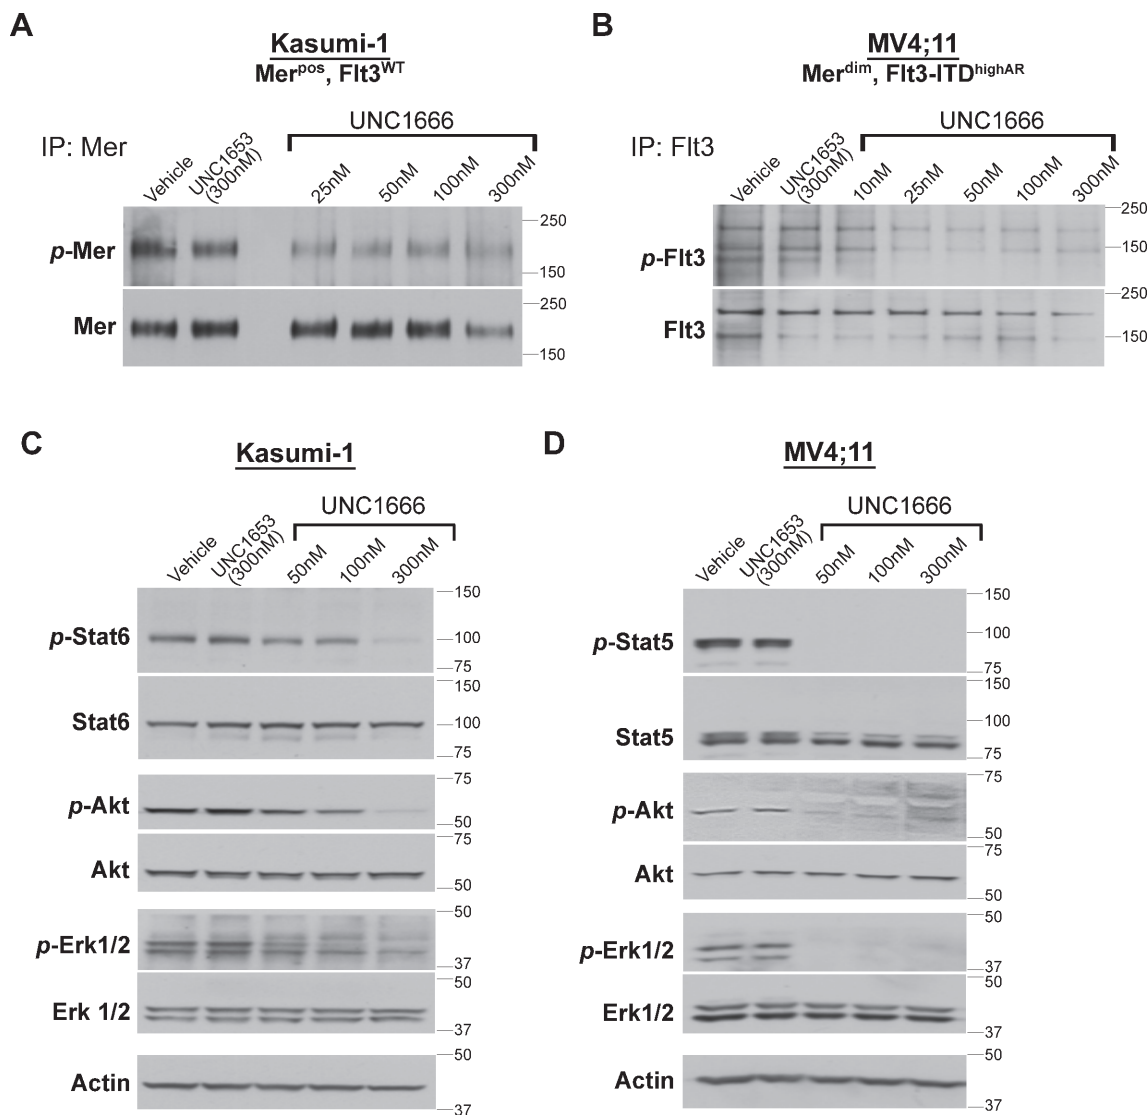 A
Kasumi-1
Mer^pos, Flt3^WT
UNC1666
IP: Mer
Vehicle
UNC1653
(300nM)
25nM
50nM
100nM
300nM
p-Mer
250
150
Mer
250
150
B
MV4;11
Mer^dim, Flt3-ITD^highAR
UNC1666
IP: Flt3
Vehicle
UNC1653
(300nM)
10nM
25nM
50nM
100nM
300nM
p-Flt3
250
150
Flt3
250
150
C
Kasumi-1
UNC1666
Vehicle
UNC1653
(300nM)
50nM
100nM
300nM
p-Stat6
150
100
75
Stat6
150
100
75
p-Akt
75
50
Akt
75
50
p-Erk1/2
50
37
Erk 1/2
50
37
Actin
50
37
D
MV4;11
UNC1666
Vehicle
UNC1653
(300nM)
50nM
100nM
300nM
p-Stat5
150
100
75
Stat5
150
100
75
p-Akt
75
50
Akt
75
50
p-Erk1/2
50
37
Erk1/2
50
37
Actin
50
37